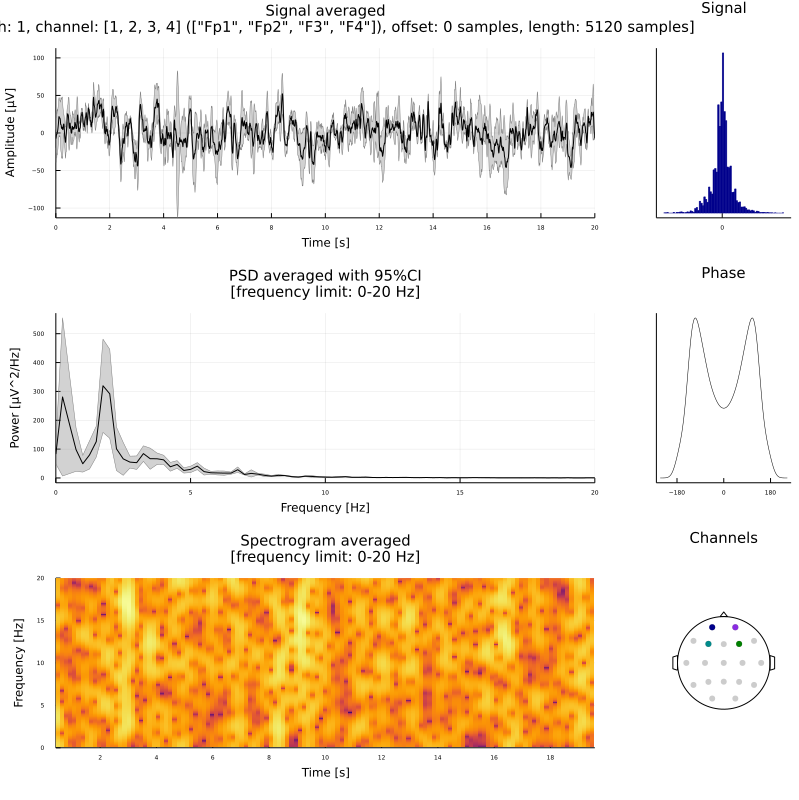 Signal averaged
h: 1, channel: [1, 2, 3, 4] (["Fp1", "Fp2", "F3", "F4"]), offset: 0 samples, length: 5120 samples]
Signal
Amplitude [µV]
100
50
0
−50
−100
0 2 4 6 8 10 12 14 16 18 20
Time [s]
0
PSD averaged with 95%CI
[frequency limit: 0-20 Hz]
Phase
Power [µV^2/Hz]
500
400
300
200
100
0
0 5 10 15 20
Frequency [Hz]
−180 0 180
Spectrogram averaged
[frequency limit: 0-20 Hz]
Channels
Frequency [Hz]
20
15
10
5
0
2 4 6 8 10 12 14 16 18
Time [s]